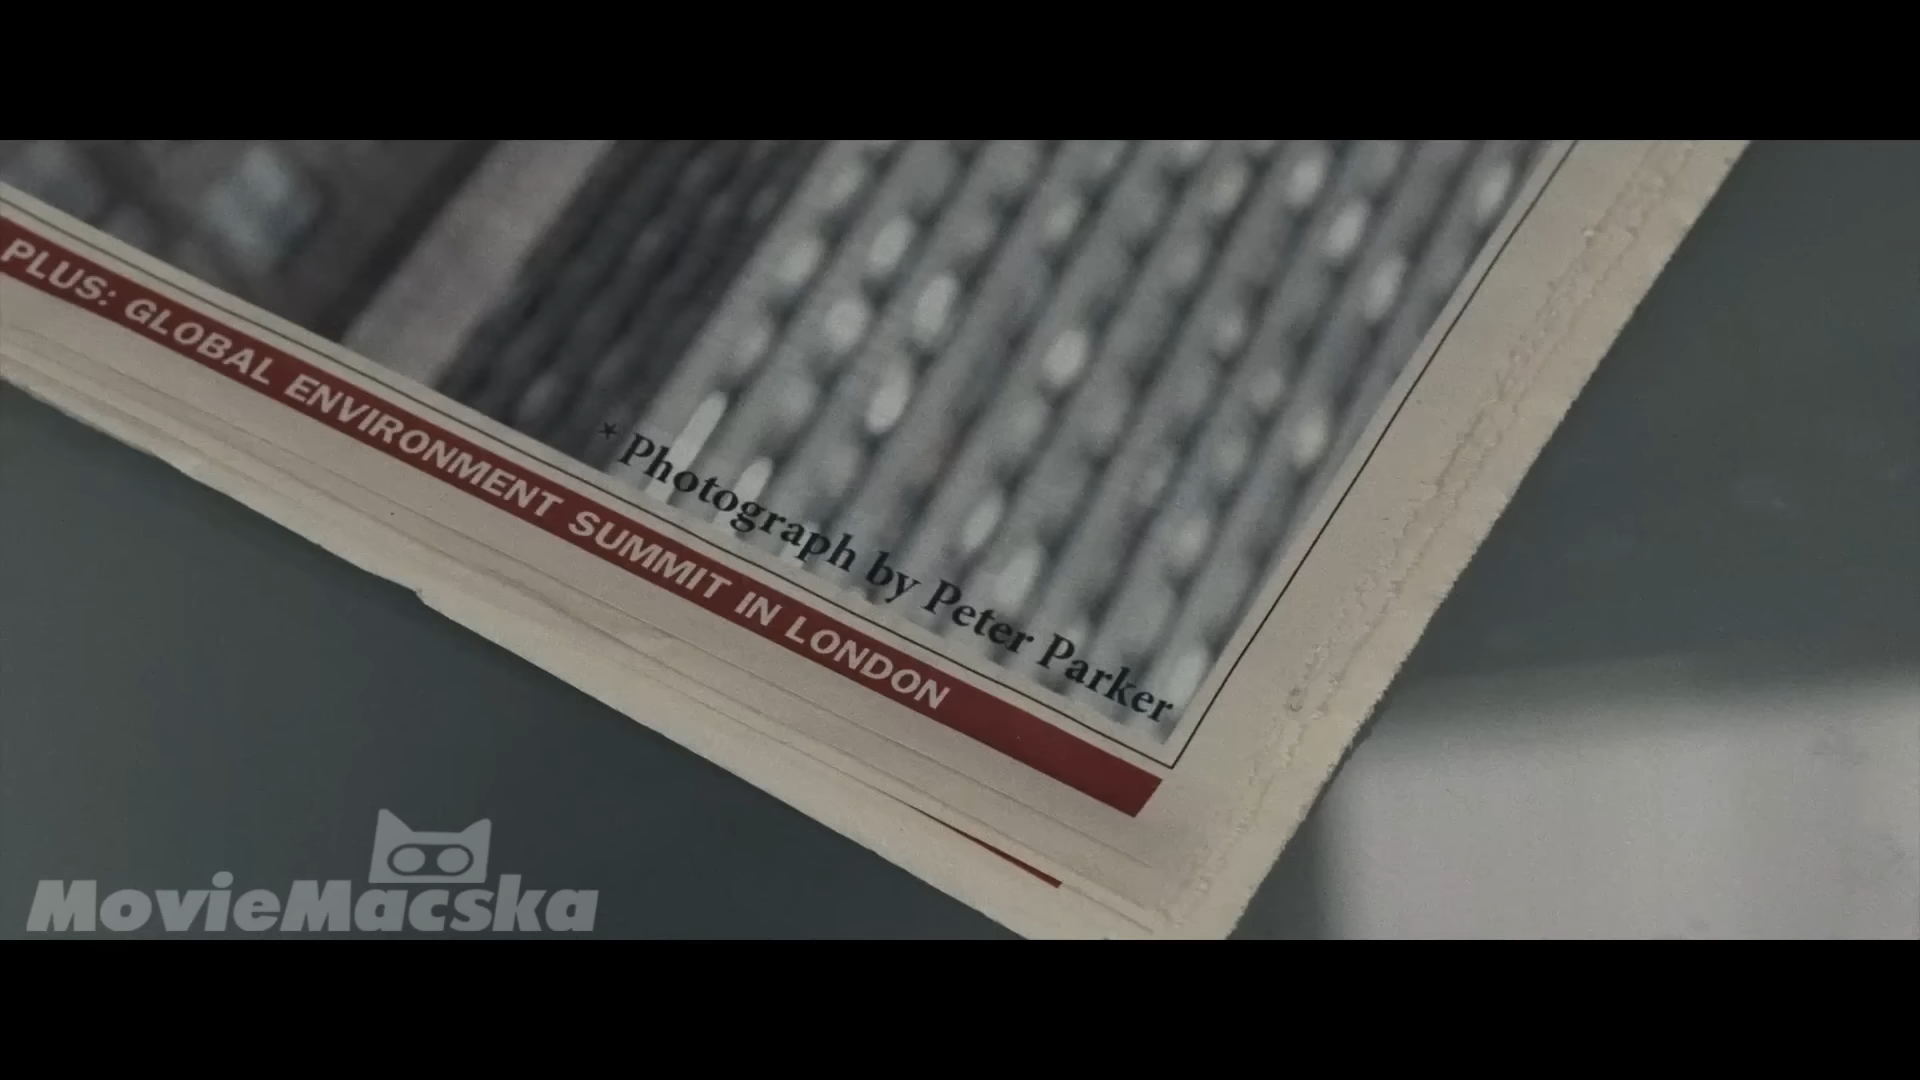 * Photograph by Peter Parker
PLUS: GLOBAL ENVIRONMENT SUMMIT IN LONDON
MovieMacska